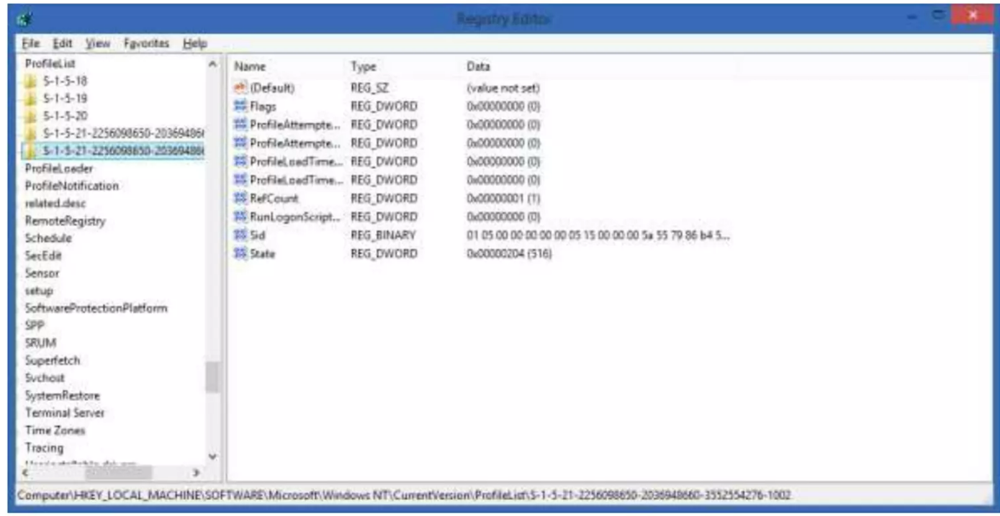 Registry Editor
File Edit View Favorites Help
ProfileList
S-1-5-18
S-1-5-19
S-1-5-20
S-1-5-21-2256098650-20369486
S-1-5-21-2256098650-20369486
ProfileLoader
ProfileNotification
related.desc
RemoteRegistry
Schedule
SecEdit
Sensor
setup
SoftwareProtectionPlatform
SPP
SRUM
Superfetch
Svchost
SystemRestore
Terminal Server
Time Zones
Tracing
Name Type Data
ab (Default) REG_SZ (value not set)
Flags REG_DWORD 0x00000000 (0)
ProfileAttempte... REG_DWORD 0x00000000 (0)
ProfileAttempte... REG_DWORD 0x00000000 (0)
ProfileLoadTime... REG_DWORD 0x00000000 (0)
ProfileLoadTime... REG_DWORD 0x00000000 (0)
RefCount REG_DWORD 0x00000001 (1)
RunLogonScript... REG_DWORD 0x00000000 (0)
Sid REG_BINARY 01 05 00 00 00 00 00 05 15 00 00 00 5a 55 79 86 b4 5...
State REG_DWORD 0x00000204 (516)
Computer\HKEY_LOCAL_MACHINE\SOFTWARE\Microsoft\Windows NT\CurrentVersion\ProfileList\S-1-5-21-2256098650-2036948660-3552554276-1002